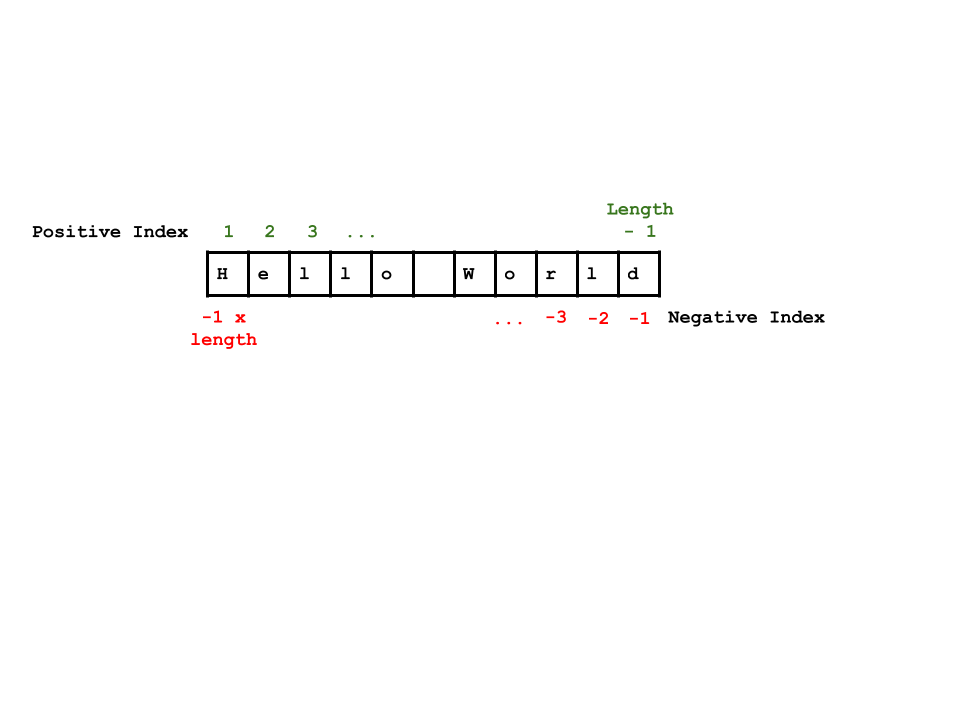 Length
Positive Index 1 2 3 ... - 1
H e l l o W o r l d
-1 x ... -3 -2 -1 Negative Index
length